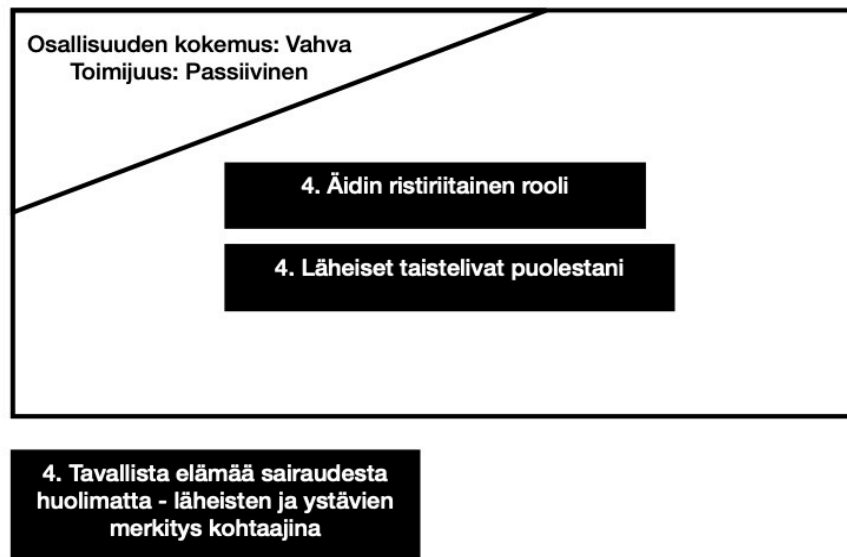 Osallisuuden kokemus: Vahva
Toimijuus: Passiivinen
4. Äidin ristiriitainen rooli
4. Läheiset taistelivat puolestani
4. Tavallista elämää sairaudesta
huolimatta - läheisten ja ystävien
merkitys kohtaajina